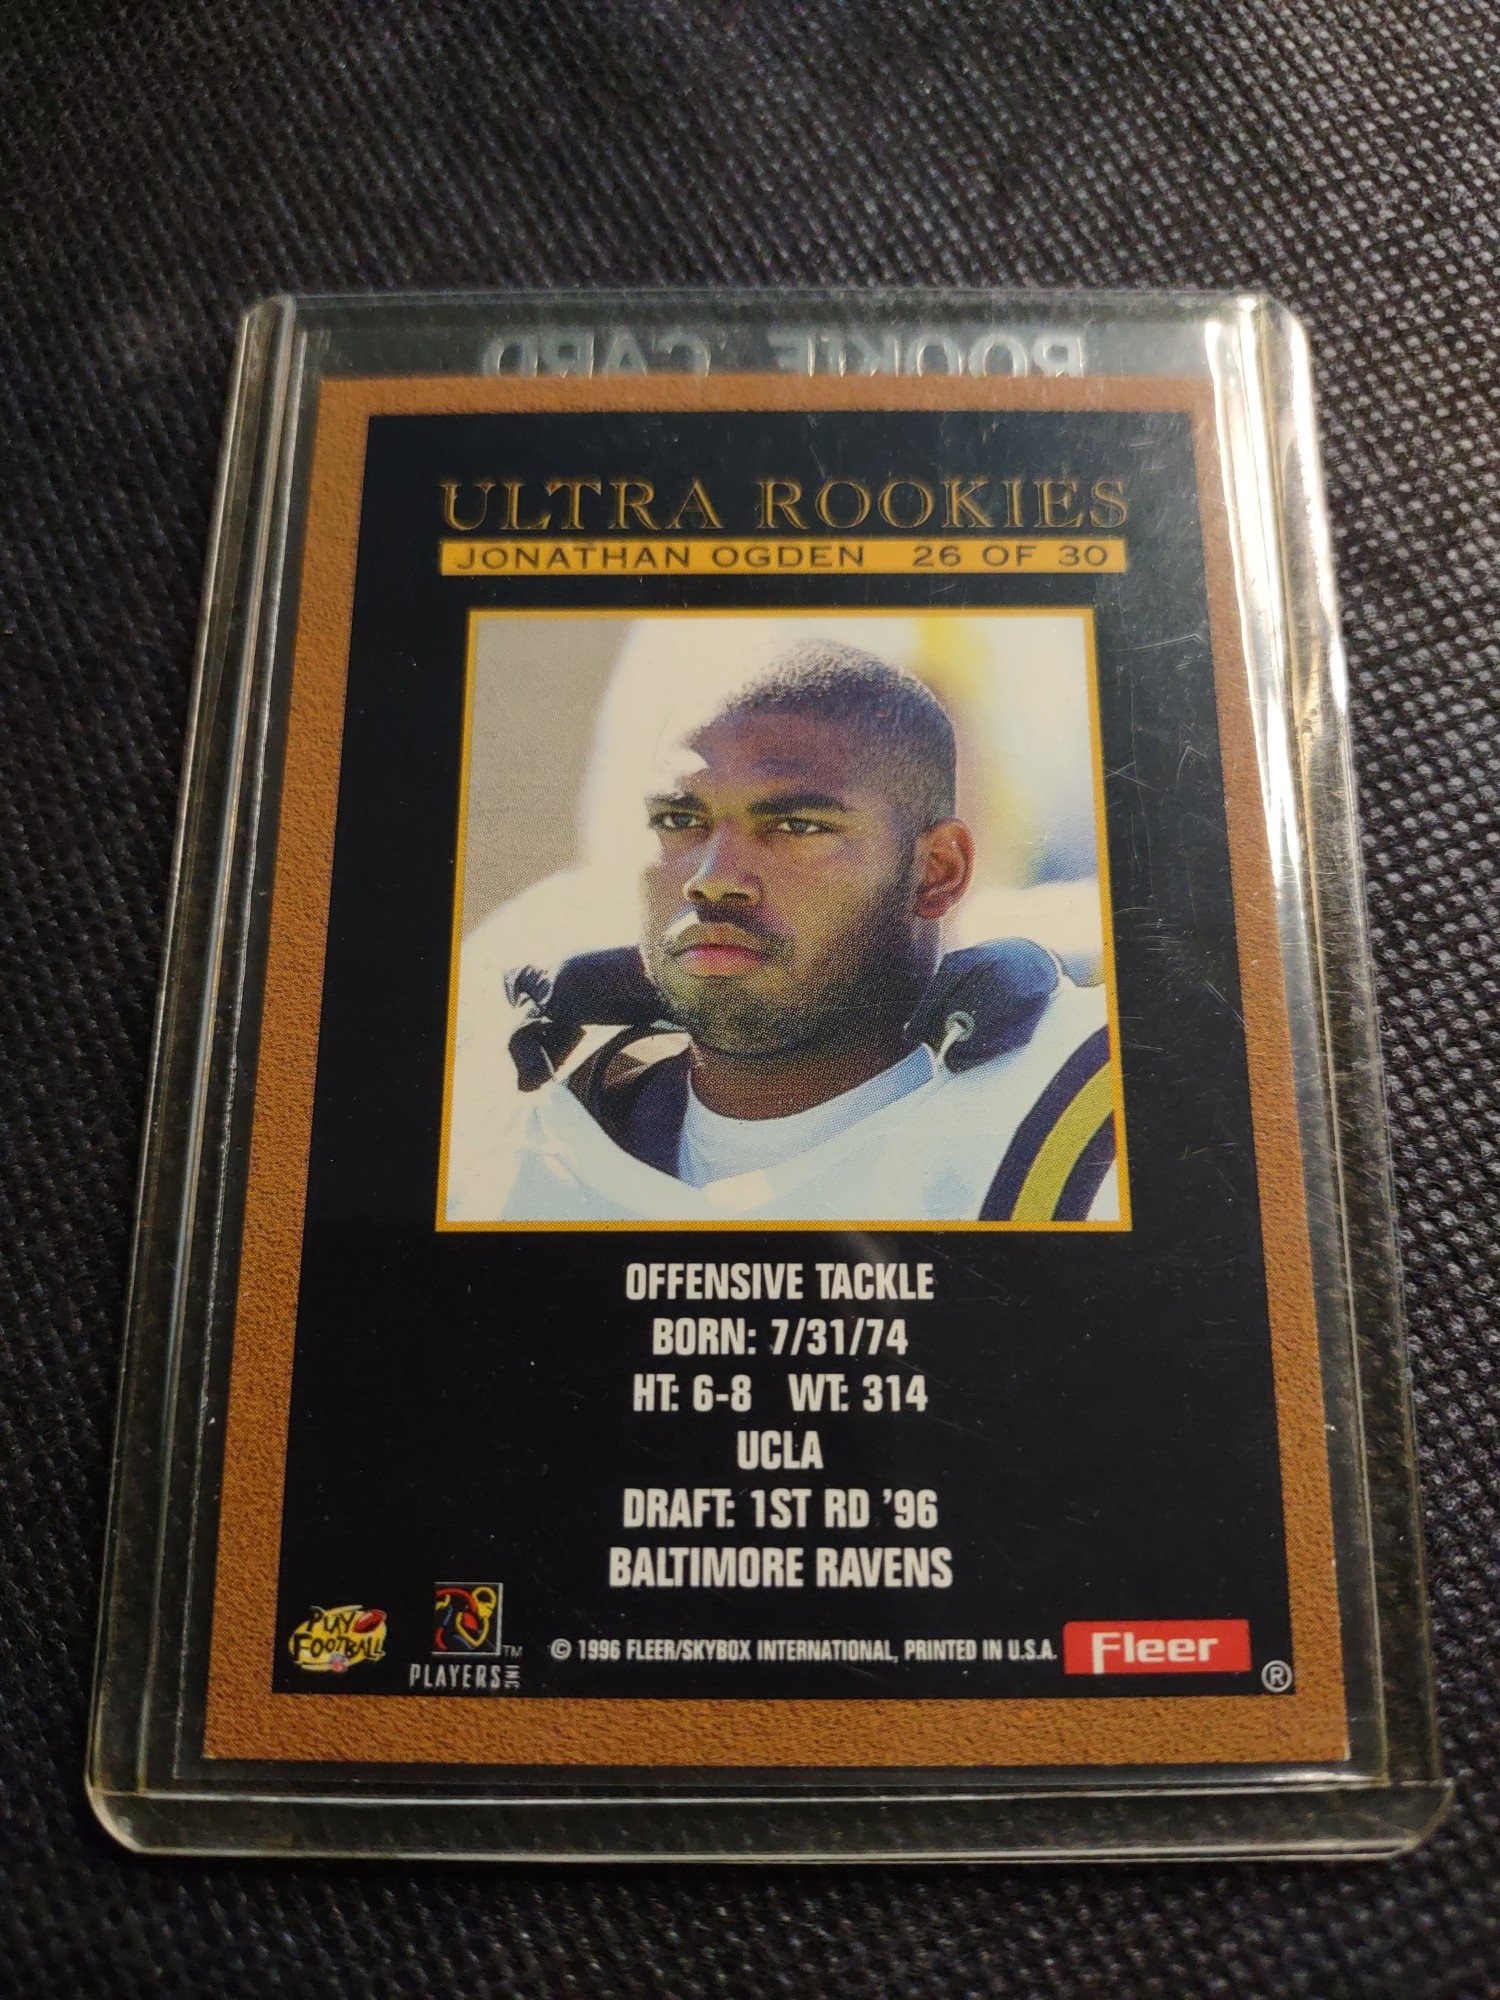 ROOKIE CARD
ULTRA ROOKIES
JONATHAN OGDEN 26 OF 30
OFFENSIVE TACKLE
BORN: 7/31/74
HT: 6-8 WT: 314
UCLA
DRAFT: 1ST RD '96
BALTIMORE RAVENS
PLAY
FOOTBALL
TM
PLAYERS INC
© 1996 FLEER/SKYBOX INTERNATIONAL, PRINTED IN U.S.A.
Fleer
®